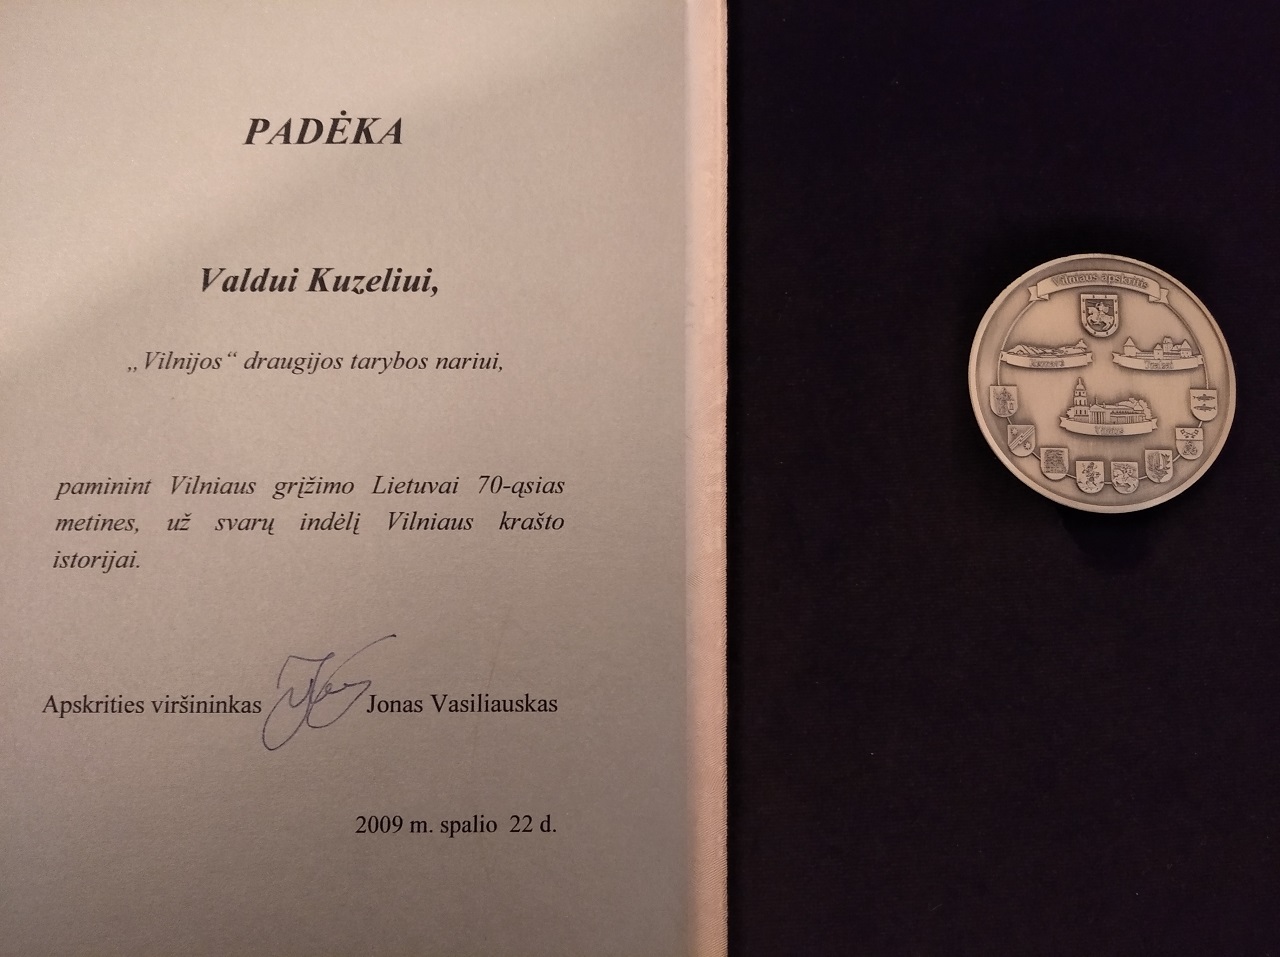 PADĖKA
Valdui Kuzeliui,
„Vilnijos“ draugijos tarybos nariui,
paminint Vilniaus grįžimo Lietuvai 70-ąsias
metines, už svarų indėlį Vilniaus krašto
istorijai.
Apskrities viršininkas Jonas Vasiliauskas
2009 m. spalio 22 d.
Vilniaus apskritis
Trakai
Vilnius